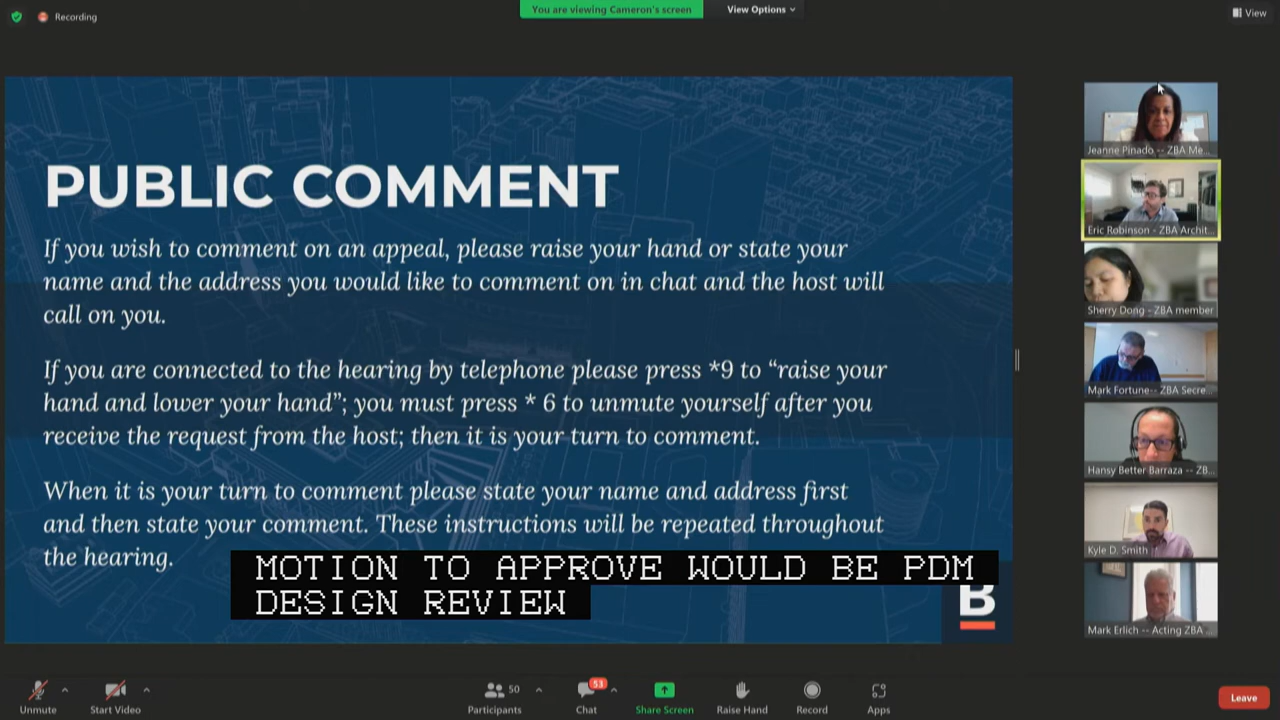 Recording
You are viewing Cameron's screen
View Options
View
PUBLIC COMMENT
If you wish to comment on an appeal, please raise your hand or state your
name and the address you would like to comment on in chat and the host will
call on you.
If you are connected to the hearing by telephone please press *9 to “raise your
hand and lower your hand”; you must press * 6 to unmute yourself after you
receive the request from the host; then it is your turn to comment.
When it is your turn to comment please state your name and address first
and then state your comment. These instructions will be repeated throughout
the hearing.
MOTION TO APPROVE WOULD BE PDM
DESIGN REVIEW
B
Jeanne Pinado -- ZBA Me...
Eric Robinson - ZBA Archit...
Sherry Dong - ZBA member
Mark Fortune-- ZBA Secre...
Hansy Better Barraza -- ZB...
Kyle D. Smith
Mark Erlich -- Acting ZBA ...
Unmute
Start Video
Participants
50
Chat
53
Share Screen
Raise Hand
Record
Apps
Leave